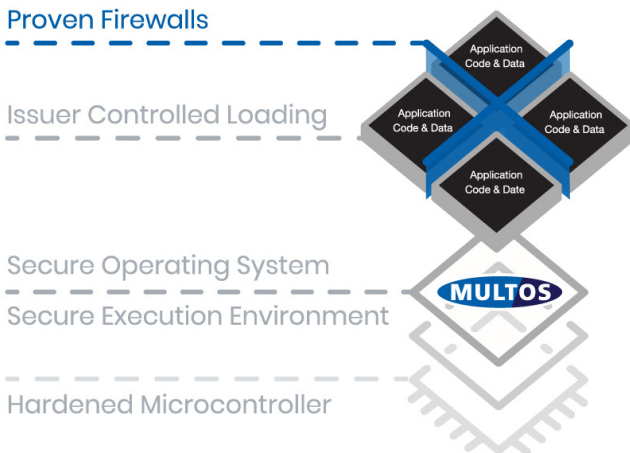 Proven Firewalls
Application
Code & Data
Issuer Controlled Loading
Application
Code & Data
Application
Code & Data
Application
Code & Date
Secure Operating System
MULTOS
Secure Execution Environment
Hardened Microcontroller